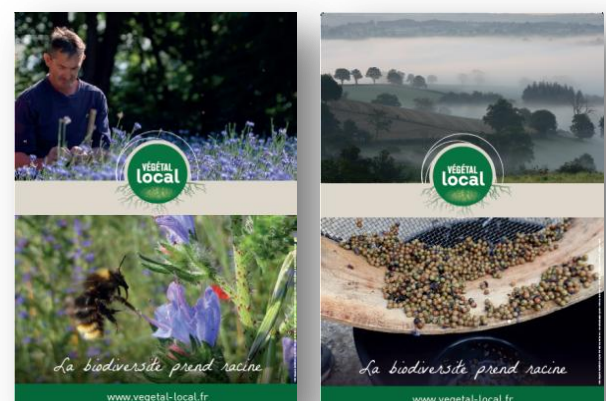 VÉGÉTAL
local
La biodiversité prend racine
www.vegetal-local.fr
VÉGÉTAL
local
La biodiversité prend racine
www.vegetal-local.fr